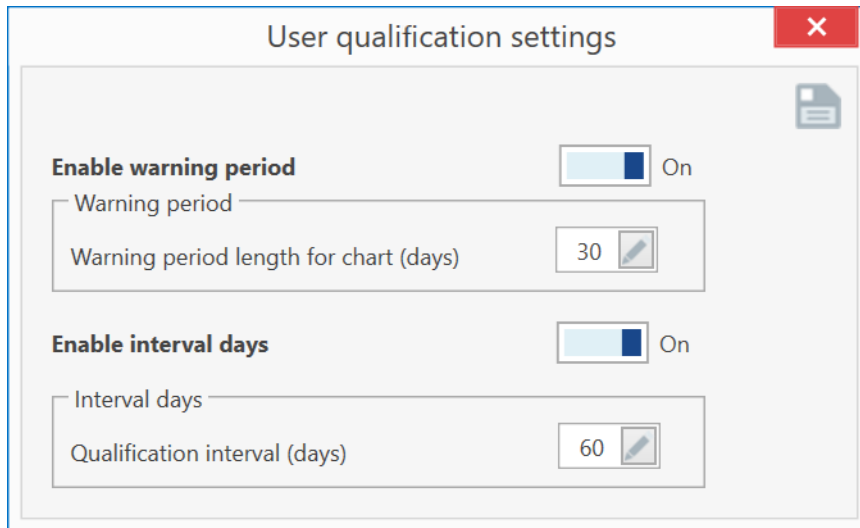 User qualification settings
Enable warning period On
Warning period
Warning period length for chart (days) 30
Enable interval days On
Interval days
Qualification interval (days) 60